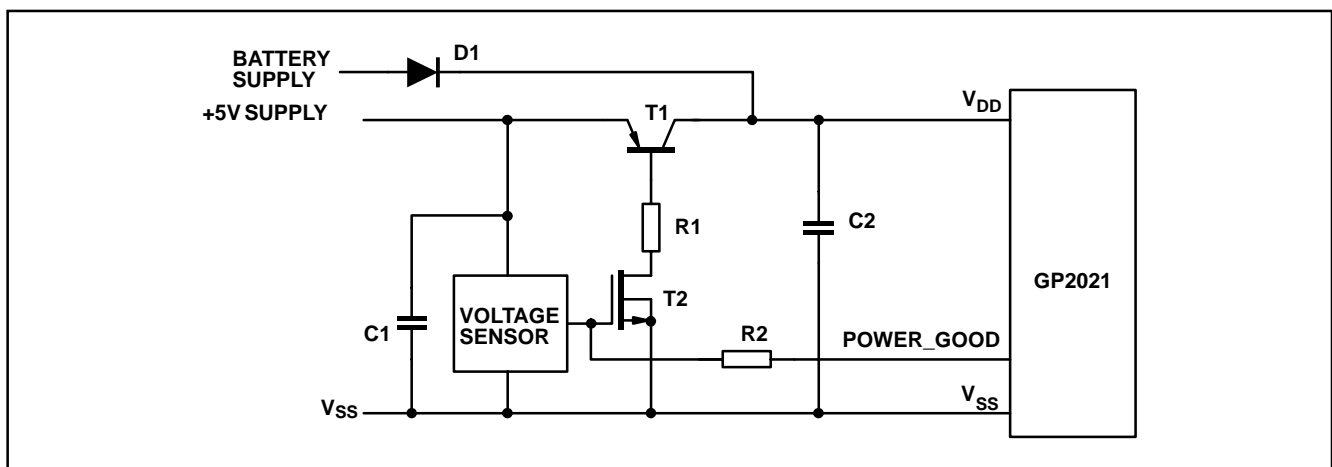 BATTERY
SUPPLY
D1
+5V SUPPLY
T1
VDD
R1
C2
GP2021
T2
VOLTAGE
SENSOR
C1
R2
POWER_GOOD
VSS
VSS